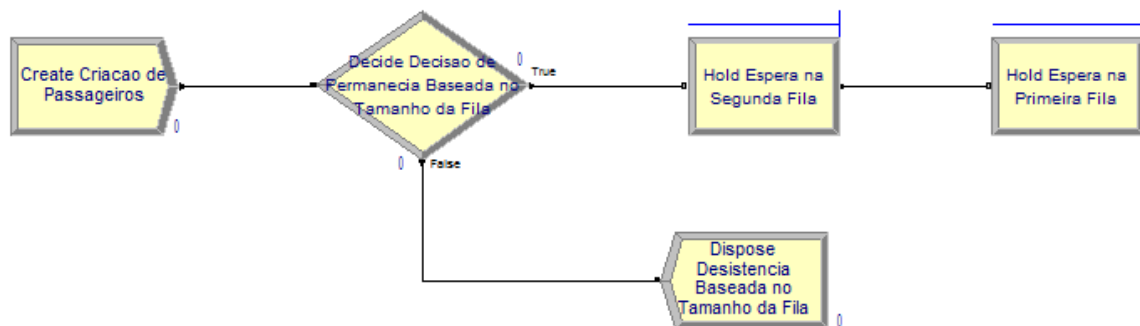 Create Criacao de
Passageiros
0
Decide Decisao de
Permanecia Baseada no
Tamanho da Fila
0
True
0
False
Hold Espera na
Segunda Fila
Hold Espera na
Primeira Fila
Dispose
Desistencia
Baseada no
Tamanho da Fila
0